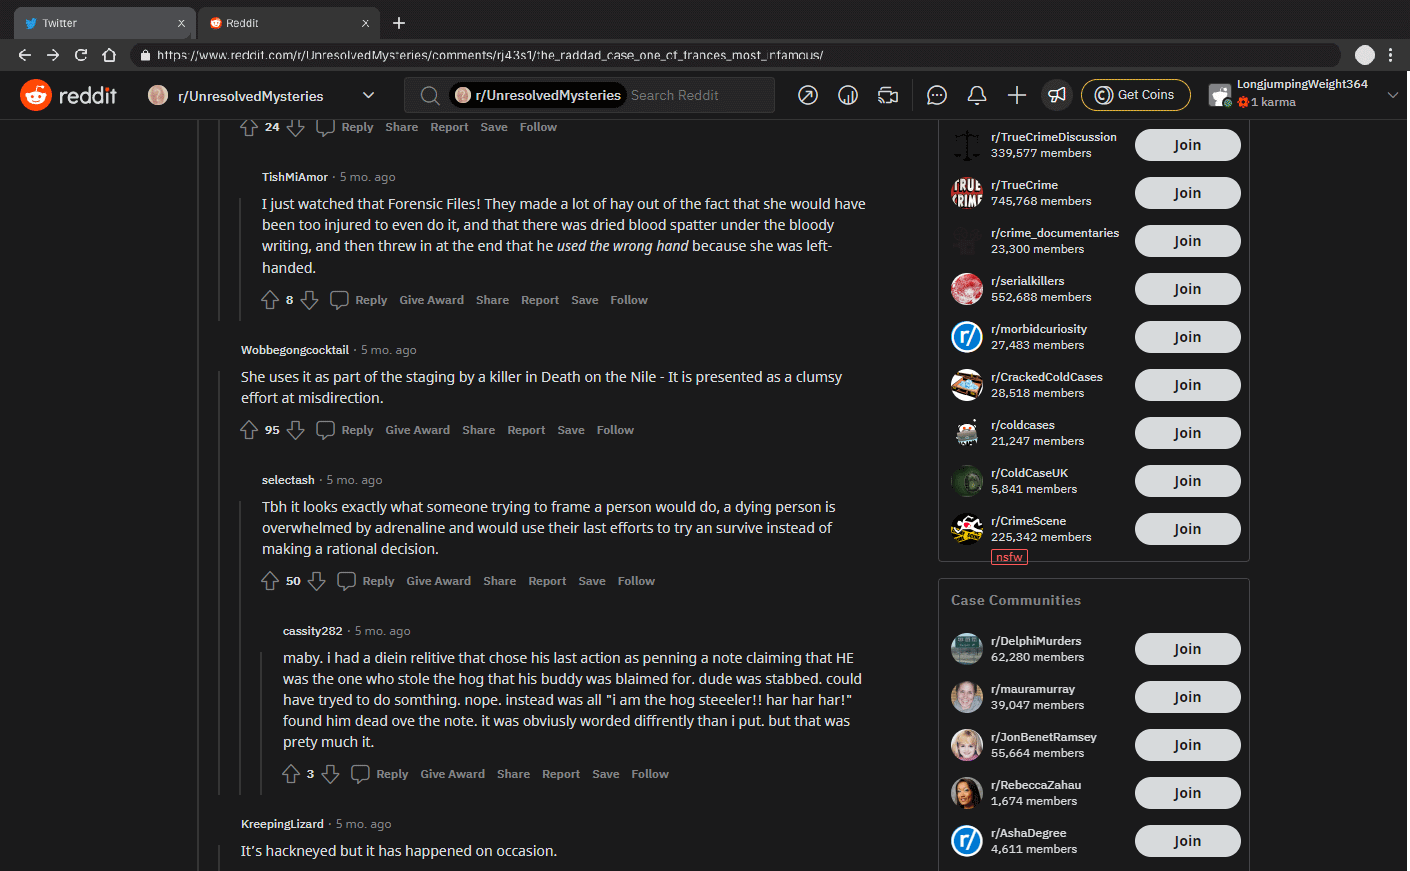 Twitter
Reddit
https://www.reddit.com/r/UnresolvedMysteries/comments/rj43s1/the_raddad_case_one_of_frances_most_infamous/
reddit
r/UnresolvedMysteries
r/UnresolvedMysteries Search Reddit
Get Coins
LongjumpingWeight364
1 karma
24 Reply Share Report Save Follow
TishMiAmor · 5 mo. ago
I just watched that Forensic Files! They made a lot of hay out of the fact that she would have
been too injured to even do it, and that there was dried blood spatter under the bloody
writing, and then threw in at the end that he used the wrong hand because she was left-
handed.
8 Reply Give Award Share Report Save Follow
Wobbegongcocktail · 5 mo. ago
She uses it as part of the staging by a killer in Death on the Nile - It is presented as a clumsy
effort at misdirection.
95 Reply Give Award Share Report Save Follow
selectash · 5 mo. ago
Tbh it looks exactly what someone trying to frame a person would do, a dying person is
overwhelmed by adrenaline and would use their last efforts to try an survive instead of
making a rational decision.
50 Reply Give Award Share Report Save Follow
cassity282 · 5 mo. ago
maby. i had a diein relitive that chose his last action as penning a note claiming that HE
was the one who stole the hog that his buddy was blaimed for. dude was stabbed. could
have tryed to do somthing. nope. instead was all "i am the hog steeeler!! har har har!"
found him dead ove the note. it was obviusly worded diffrently than i put. but that was
prety much it.
3 Reply Give Award Share Report Save Follow
KreepingLizard · 5 mo. ago
It's hackneyed but it has happened on occasion.
r/TrueCrimeDiscussion
339,577 members
Join
TRUE CRIME
r/TrueCrime
745,768 members
Join
r/crime_documentaries
23,300 members
Join
r/serialkillers
552,688 members
Join
r/
r/morbidcuriosity
27,483 members
Join
r/CrackedColdCases
28,518 members
Join
r/coldcases
21,247 members
Join
r/ColdCaseUK
5,841 members
Join
r/CrimeScene
225,342 members
nsfw
Join
Case Communities
r/DelphiMurders
62,280 members
Join
r/mauramurray
39,047 members
Join
r/JonBenetRamsey
55,664 members
Join
r/RebeccaZahau
1,674 members
Join
r/
r/AshaDegree
4,611 members
Join